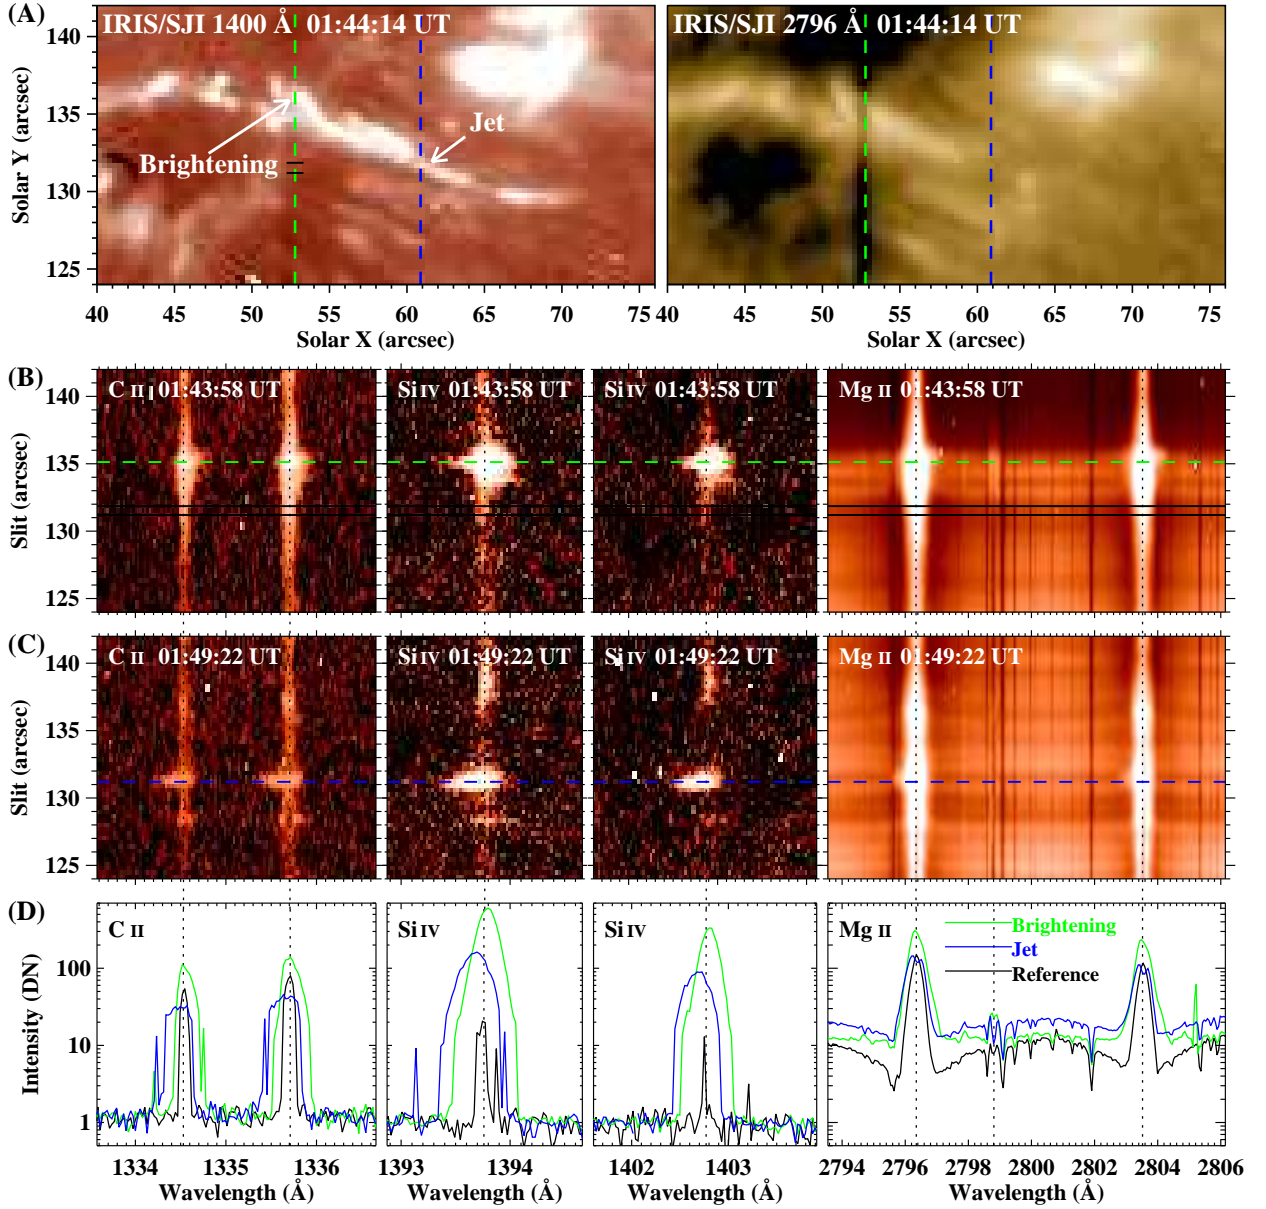 (A)
IRIS/SJI 1400 Å 01:44:14 UT
IRIS/SJI 2796 Å 01:44:14 UT
Brightening
Jet
Solar Y (arcsec)
140
135
130
125
40 45 50 55 60 65 70 75
40 45 50 55 60 65 70 75
Solar X (arcsec)
Solar X (arcsec)
(B)
C II 01:43:58 UT
Si IV 01:43:58 UT
Si IV 01:43:58 UT
Mg II 01:43:58 UT
Slit (arcsec)
140
135
130
125
(C)
C II 01:49:22 UT
Si IV 01:49:22 UT
Si IV 01:49:22 UT
Mg II 01:49:22 UT
Slit (arcsec)
140
135
130
125
(D)
C II
Si IV
Si IV
Mg II
Brightening
Jet
Reference
Intensity (DN)
100
10
1
1334 1335 1336
1393 1394
1402 1403
2794 2796 2798 2800 2802 2804 2806
Wavelength (Å)
Wavelength (Å)
Wavelength (Å)
Wavelength (Å)